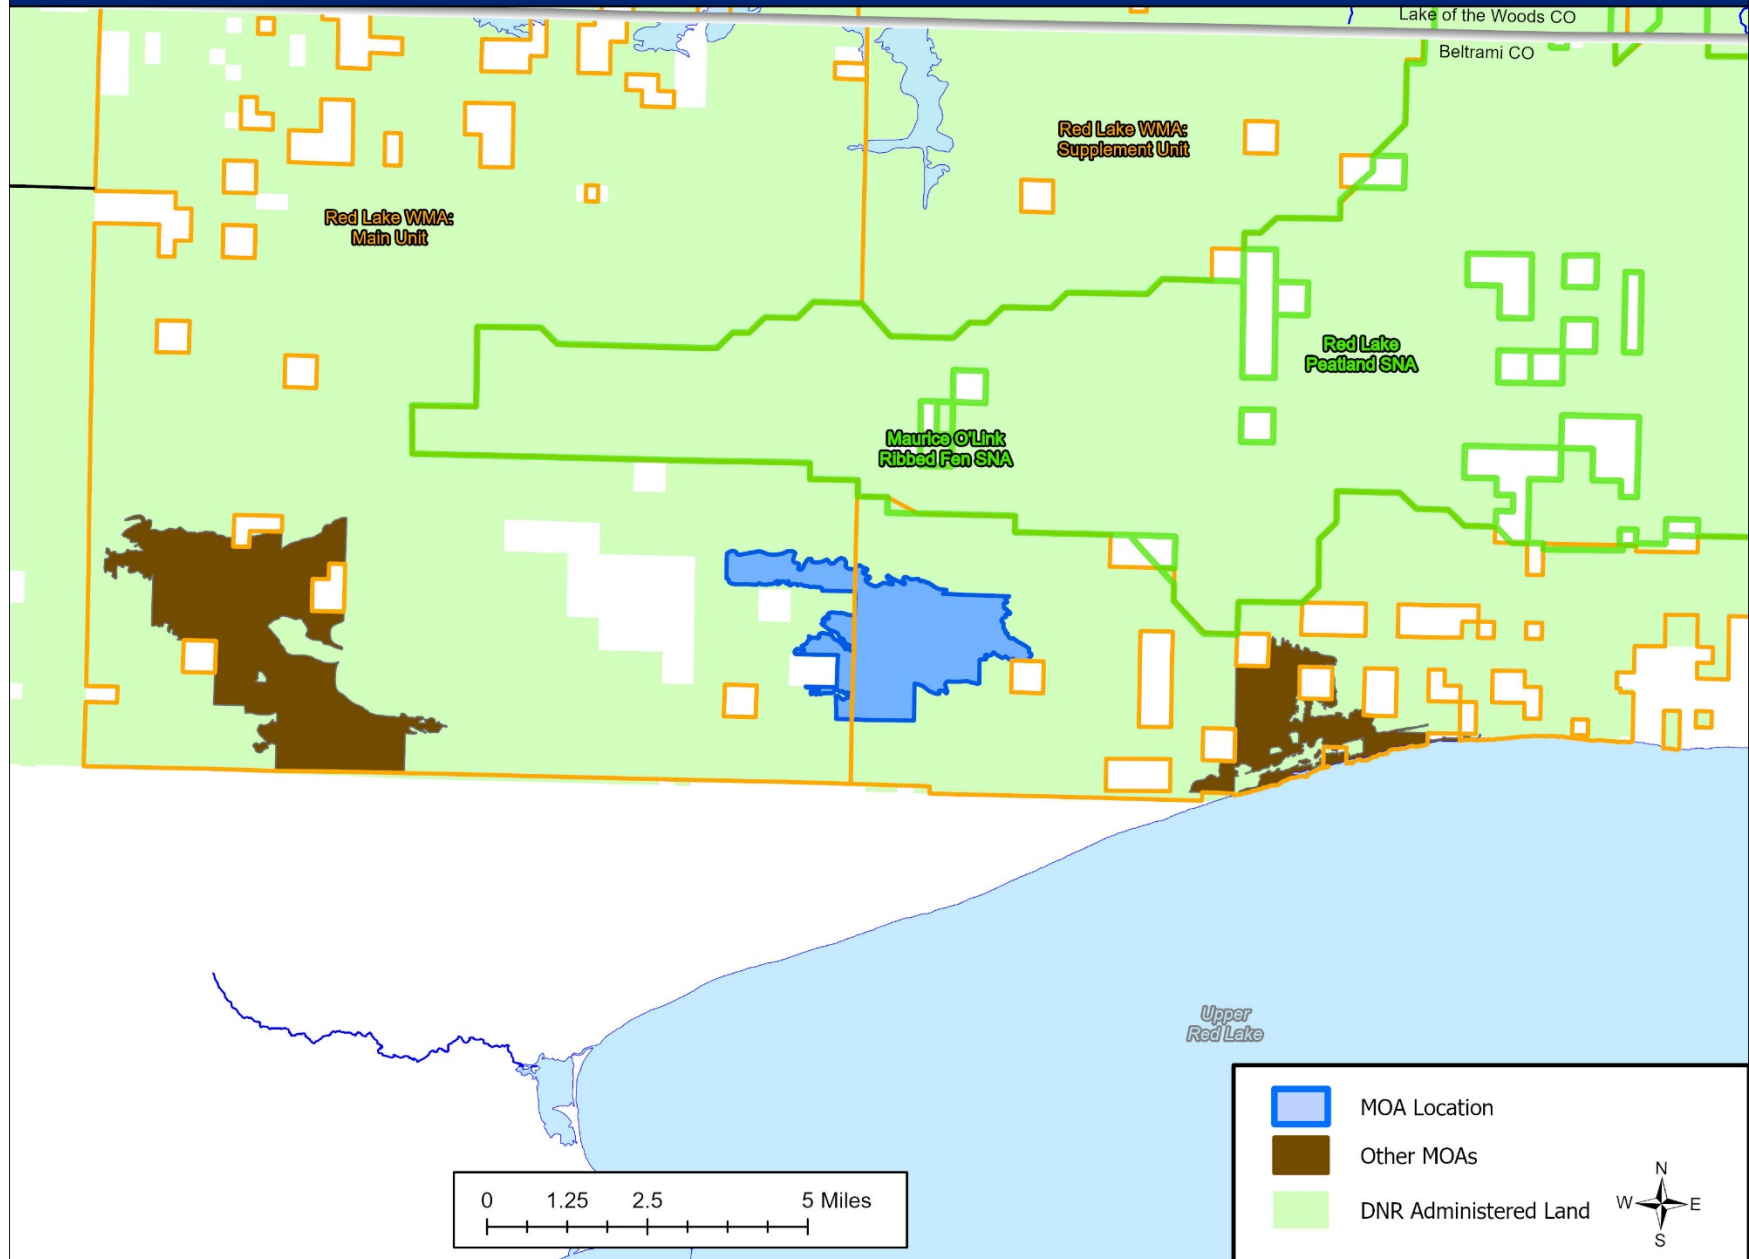 Lake of the Woods CO
Beltrami CO
Red Lake WMA:
Supplement Unit
Red Lake WMA:
Main Unit
Red Lake
Peatland SNA
Maurice O'Link
Ribbed Fen SNA
Upper
Red Lake
MOA Location
Other MOAs
DNR Administered Land
N
W E
S
0 1.25 2.5 5 Miles